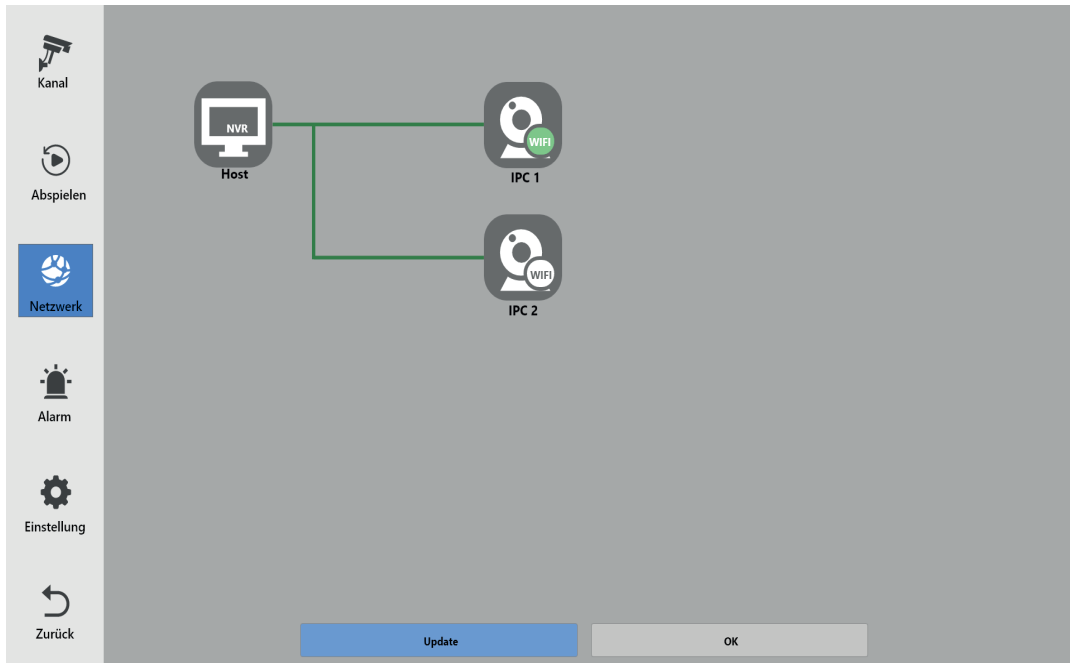 Kanal
Abspielen
Netzwerk
Alarm
Einstellung
Zurück
NVR
Host
WIFI
IPC 1
WIFI
IPC 2
Update
OK